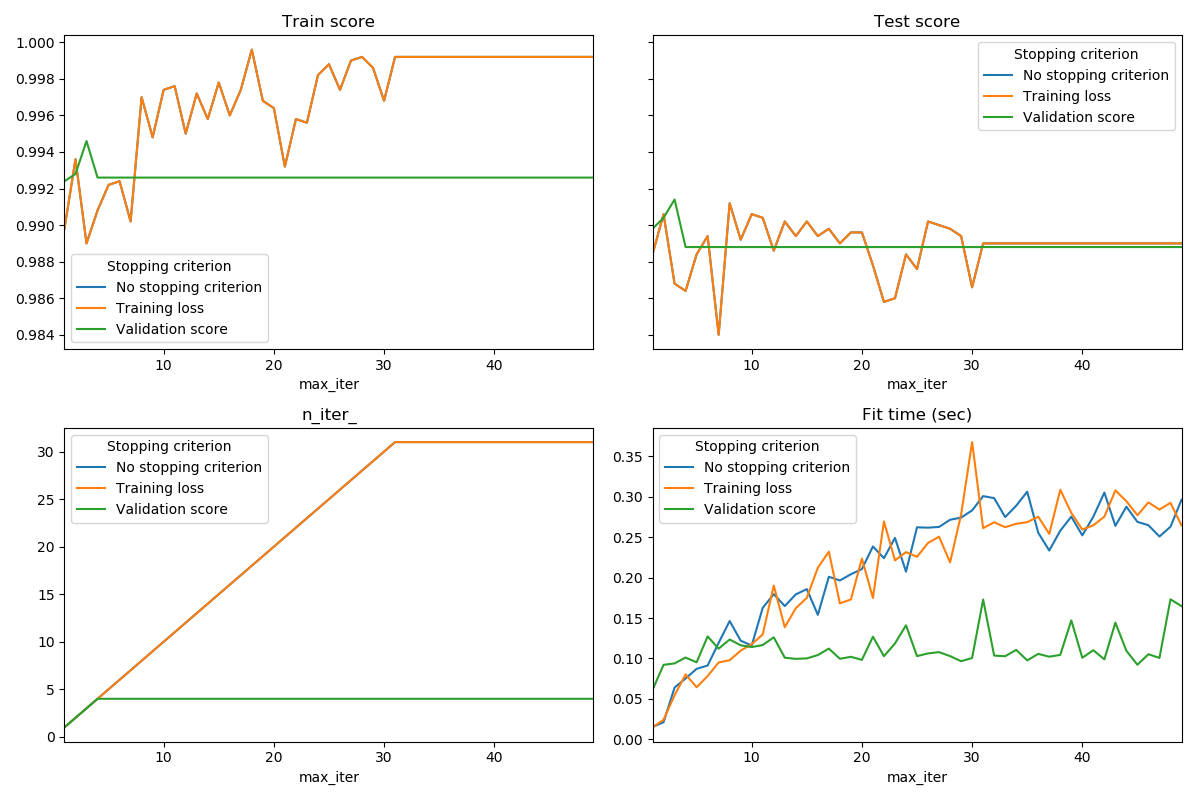 Train score
1.000
0.998
0.996
0.994
0.992
0.990
0.988
0.986
0.984
Stopping criterion
No stopping criterion
Training loss
Validation score
10 20 30 40
max_iter
Test score
Stopping criterion
No stopping criterion
Training loss
Validation score
10 20 30 40
max_iter
n_iter_
30
25
20
15
10
5
0
Stopping criterion
No stopping criterion
Training loss
Validation score
10 20 30 40
max_iter
Fit time (sec)
0.35
0.30
0.25
0.20
0.15
0.10
0.05
0.00
Stopping criterion
No stopping criterion
Training loss
Validation score
10 20 30 40
max_iter